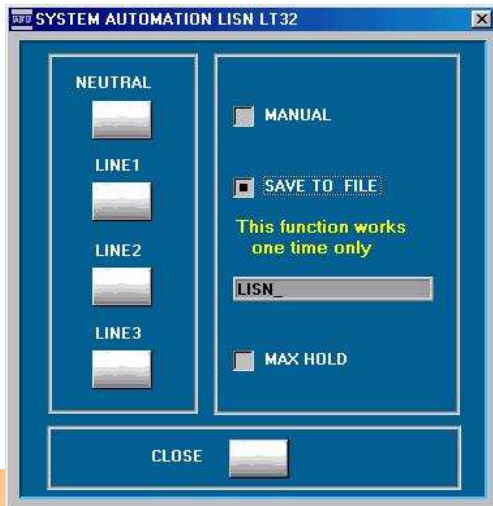 SYSTEM AUTOMATION LISN LT32
NEUTRAL
LINE1
LINE2
LINE3
MANUAL
SAVE TO FILE
This function works
one time only
LISN_
MAX HOLD
CLOSE